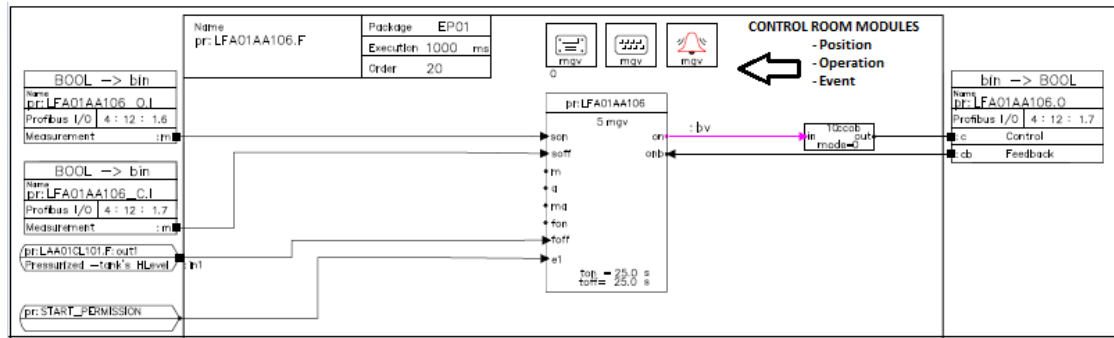 Name
pr: LFA01AA106.F
Package EP01
Execution 1000 ms
Order 20
mgv
0
mgv
mgv
CONTROL ROOM MODULES
- Position
- Operation
- Event
BOOL —> bin
Name
pr: LFA01AA106_O.I
Profibus I/O 4 : 12 : 1.6
Measurement :m
BOOL —> bin
Name
pr: LFA01AA106_C.I
Profibus I/O 4 : 12 : 1.7
Measurement :m
pr: LAA01CL101.F: out1
Pressurized —tank's HLevel
: in1
pr: START_PERMISSION
pr: LFA01AA106
5 mgv
son on
soff onb
m
a
ma
fon
foff
e1
ton = 25.0 s
toff= 25.0 s
: bv
10ccob
in out
mode=0
bin —> BOOL
Name
pr: LFA01AA106.O
Profibus I/O 4 : 12 : 1.7
:c Control
:cb Feedback